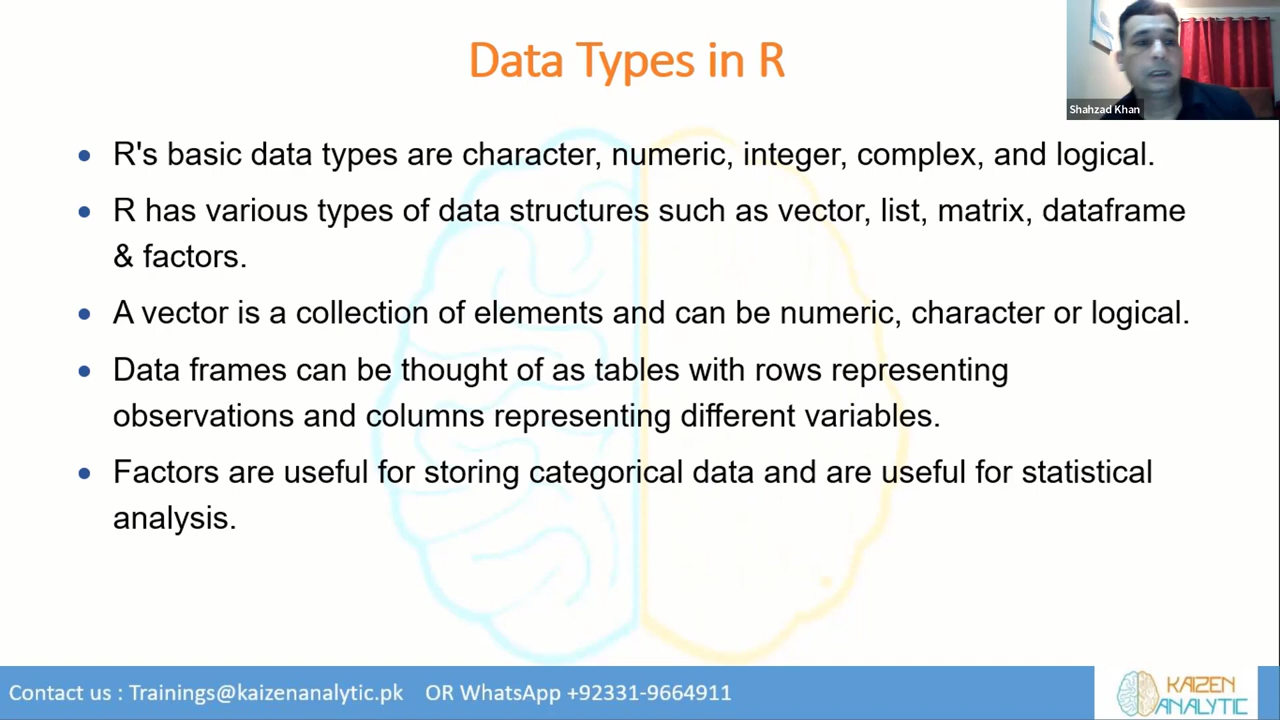 Data Types in R
Shahzad Khan
R's basic data types are character, numeric, integer, complex, and logical.
R has various types of data structures such as vector, list, matrix, dataframe
& factors.
A vector is a collection of elements and can be numeric, character or logical.
Data frames can be thought of as tables with rows representing
observations and columns representing different variables.
Factors are useful for storing categorical data and are useful for statistical
analysis.
Contact us : Trainings@kaizenanalytic.pk OR WhatsApp +92331-9664911
KAIZEN
ANALYTIC